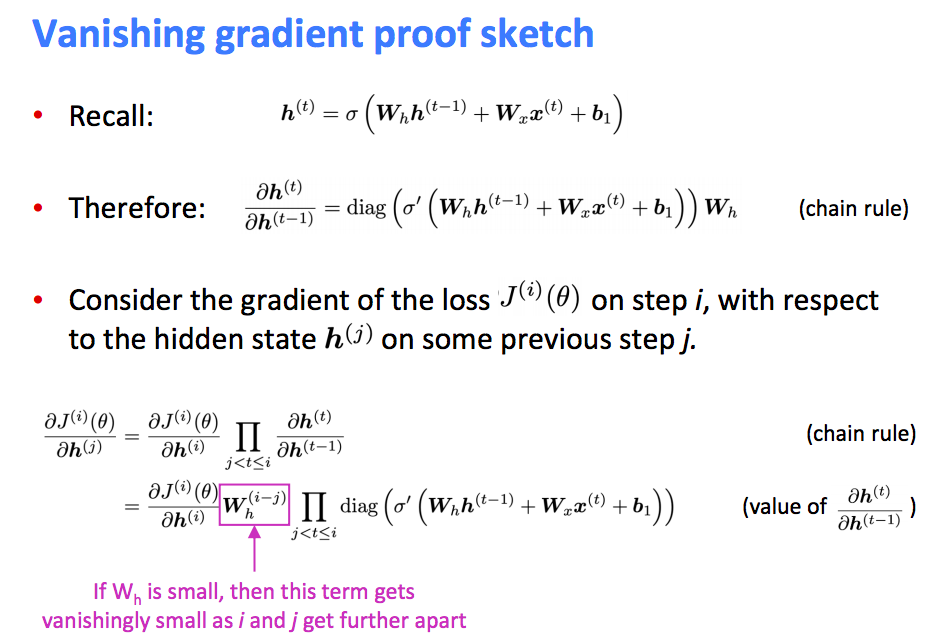 Vanishing gradient proof sketch
• Recall: $\boldsymbol{h}^{(t)} = \sigma\left(\boldsymbol{W}_h \boldsymbol{h}^{(t-1)} + \boldsymbol{W}_x \boldsymbol{x}^{(t)} + \boldsymbol{b}_1\right)$
• Therefore: $\frac{\partial \boldsymbol{h}^{(t)}}{\partial \boldsymbol{h}^{(t-1)}} = \text{diag}\left(\sigma'\left(\boldsymbol{W}_h \boldsymbol{h}^{(t-1)} + \boldsymbol{W}_x \boldsymbol{x}^{(t)} + \boldsymbol{b}_1\right)\right) \boldsymbol{W}_h$ (chain rule)
• Consider the gradient of the loss $J^{(i)}(\theta)$ on step i, with respect
to the hidden state $\boldsymbol{h}^{(j)}$ on some previous step j.
$\frac{\partial J^{(i)}(\theta)}{\partial \boldsymbol{h}^{(j)}} = \frac{\partial J^{(i)}(\theta)}{\partial \boldsymbol{h}^{(i)}} \prod_{j<t\leq i} \frac{\partial \boldsymbol{h}^{(t)}}{\partial \boldsymbol{h}^{(t-1)}}$ (chain rule)
$= \frac{\partial J^{(i)}(\theta)}{\partial \boldsymbol{h}^{(i)}} \boldsymbol{W}_h^{(i-j)} \prod_{j<t\leq i} \text{diag}\left(\sigma'\left(\boldsymbol{W}_h \boldsymbol{h}^{(t-1)} + \boldsymbol{W}_x \boldsymbol{x}^{(t)} + \boldsymbol{b}_1\right)\right)$ (value of $\frac{\partial \boldsymbol{h}^{(t)}}{\partial \boldsymbol{h}^{(t-1)}}$ )
If W$_h$ is small, then this term gets
vanishingly small as i and j get further apart